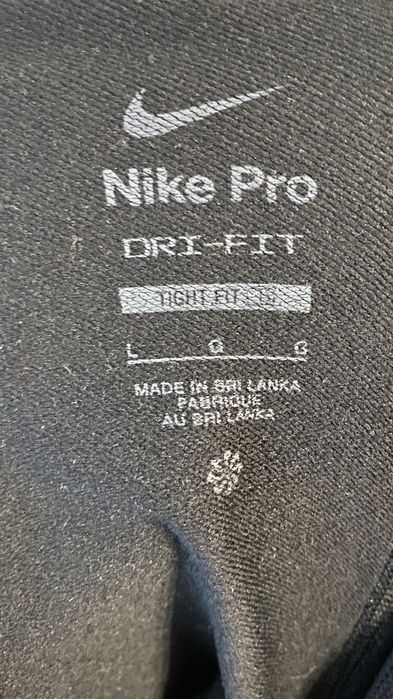 Nike Pro
DRI-FIT
TIGHT FIT
L G G
MADE IN SRI LANKA
FABRIQUE
AU SRI LANKA